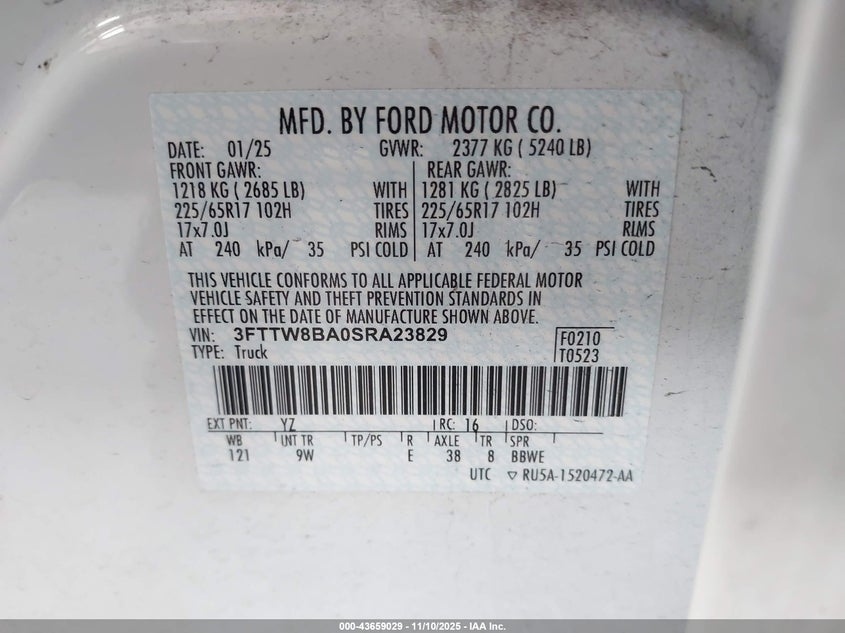 MFD. BY FORD MOTOR CO.
DATE: 01/25 GVWR: 2377 KG ( 5240 LB)
FRONT GAWR: REAR GAWR:
1218 KG ( 2685 LB) WITH 1281 KG ( 2825 LB) WITH
225/65R17 102H TIRES 225/65R17 102H TIRES
17x7.0J RIMS 17x7.0J RIMS
AT 240 kPa/ 35 PSI COLD AT 240 kPa/ 35 PSI COLD
THIS VEHICLE CONFORMS TO ALL APPLICABLE FEDERAL MOTOR
VEHICLE SAFETY AND THEFT PREVENTION STANDARDS IN
EFFECT ON THE DATE OF MANUFACTURE SHOWN ABOVE.
VIN: 3FTTW8BA0SRA23829 F0210
TYPE: Truck T0523
EXT PNT: YZ RC: 16 DSO:
WB INT TR TP/PS R AXLE TR SPR
121 9W E 38 8 BBWE
UTC ▽ RU5A-1520472-AA
000-43659029 - 11/10/2025 - IAA Inc.